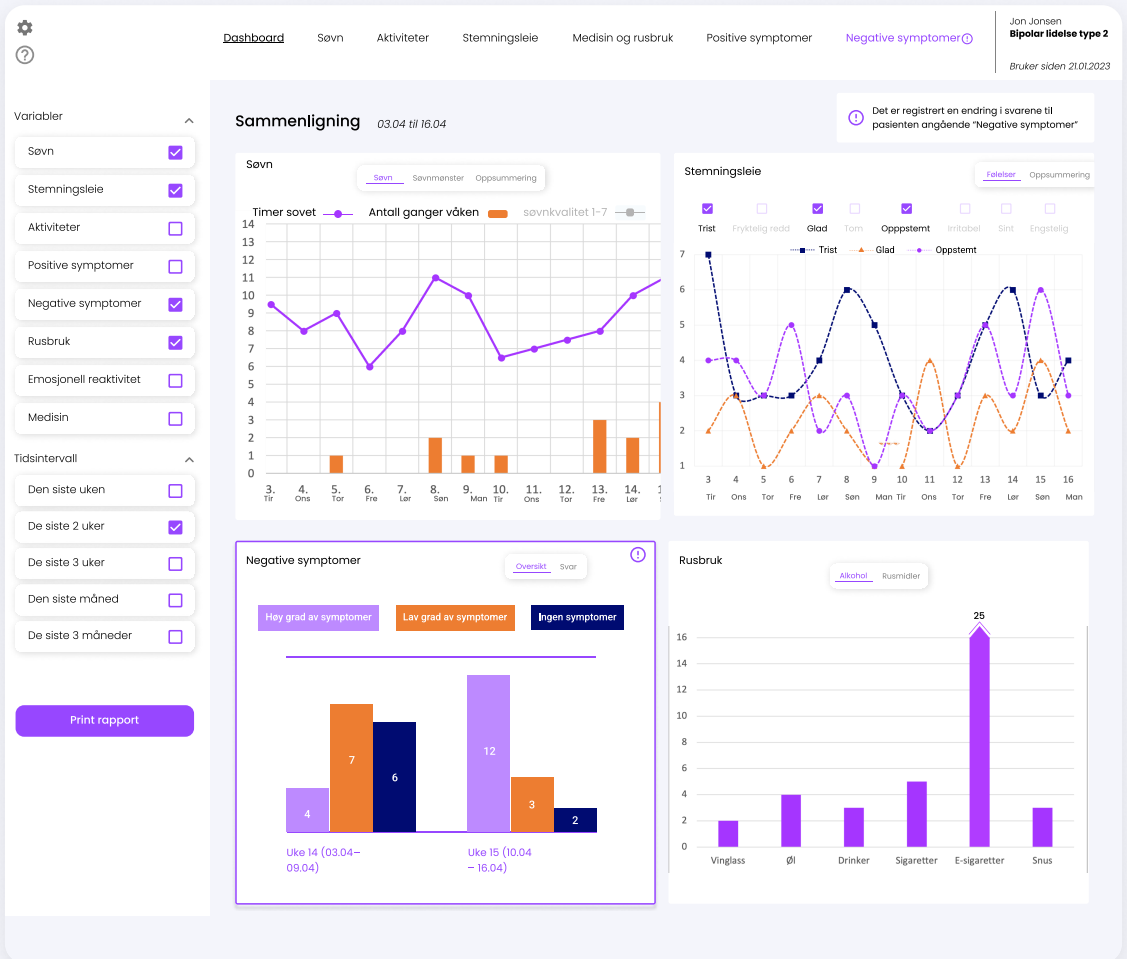 Dashboard Søvn Aktiviteter Stemningsleie Medisin og rusbruk Positive symptomer Negative symptomer
Jon Jonsen
Bipolar lidelse type 2
Bruker siden 21.01.2023
Variabler
Søvn
Stemningsleie
Aktiviteter
Positive symptomer
Negative symptomer
Rusbruk
Emosjonell reaktivitet
Medisin
Tidsintervall
Den siste uken
De siste 2 uker
De siste 3 uker
Den siste måned
De siste 3 måneder
Print rapport
Sammenligning 03.04 til 16.04
Det er registrert en endring i svarene til
pasienten angående “Negative symptomer”
Søvn
Søvn Søvnmønster Oppsummering
Timer sovet Antall ganger våken søvnkvalitet 1-7
14
13
12
11
10
9
8
7
6
5
4
3
2
1
0
3. 4. 5. 6. 7. 8. 9. 10. 11. 12. 13. 14. 1
Tir Ons Tor Fre Lør Søn Man Tir Ons Tor Fre Lør
Stemningsleie
Følelser Oppsummering
Trist Fryktelig redd Glad Tom Opppstemt Irritabel Sint Engstelig
Trist Glad Oppstemt
7
6
5
4
3
2
1
3 4 5 6 7 8 9 10 11 12 13 14 15 16
Tir Ons Tor Fre Lør Søn Man Tir Ons Tor Fre Lør Søn Man
Negative symptomer
Oversikt Svar
Høy grad av symptomer Lav grad av symptomer Ingen symptomer
4 7 6 12 3 2
Uke 14 (03.04–
09.04)
Uke 15 (10.04
– 16.04)
Rusbruk
Alkohol Rusmidler
25
16
14
12
10
8
6
4
2
0
Vinglass Øl Drinker Sigaretter E-sigaretter Snus